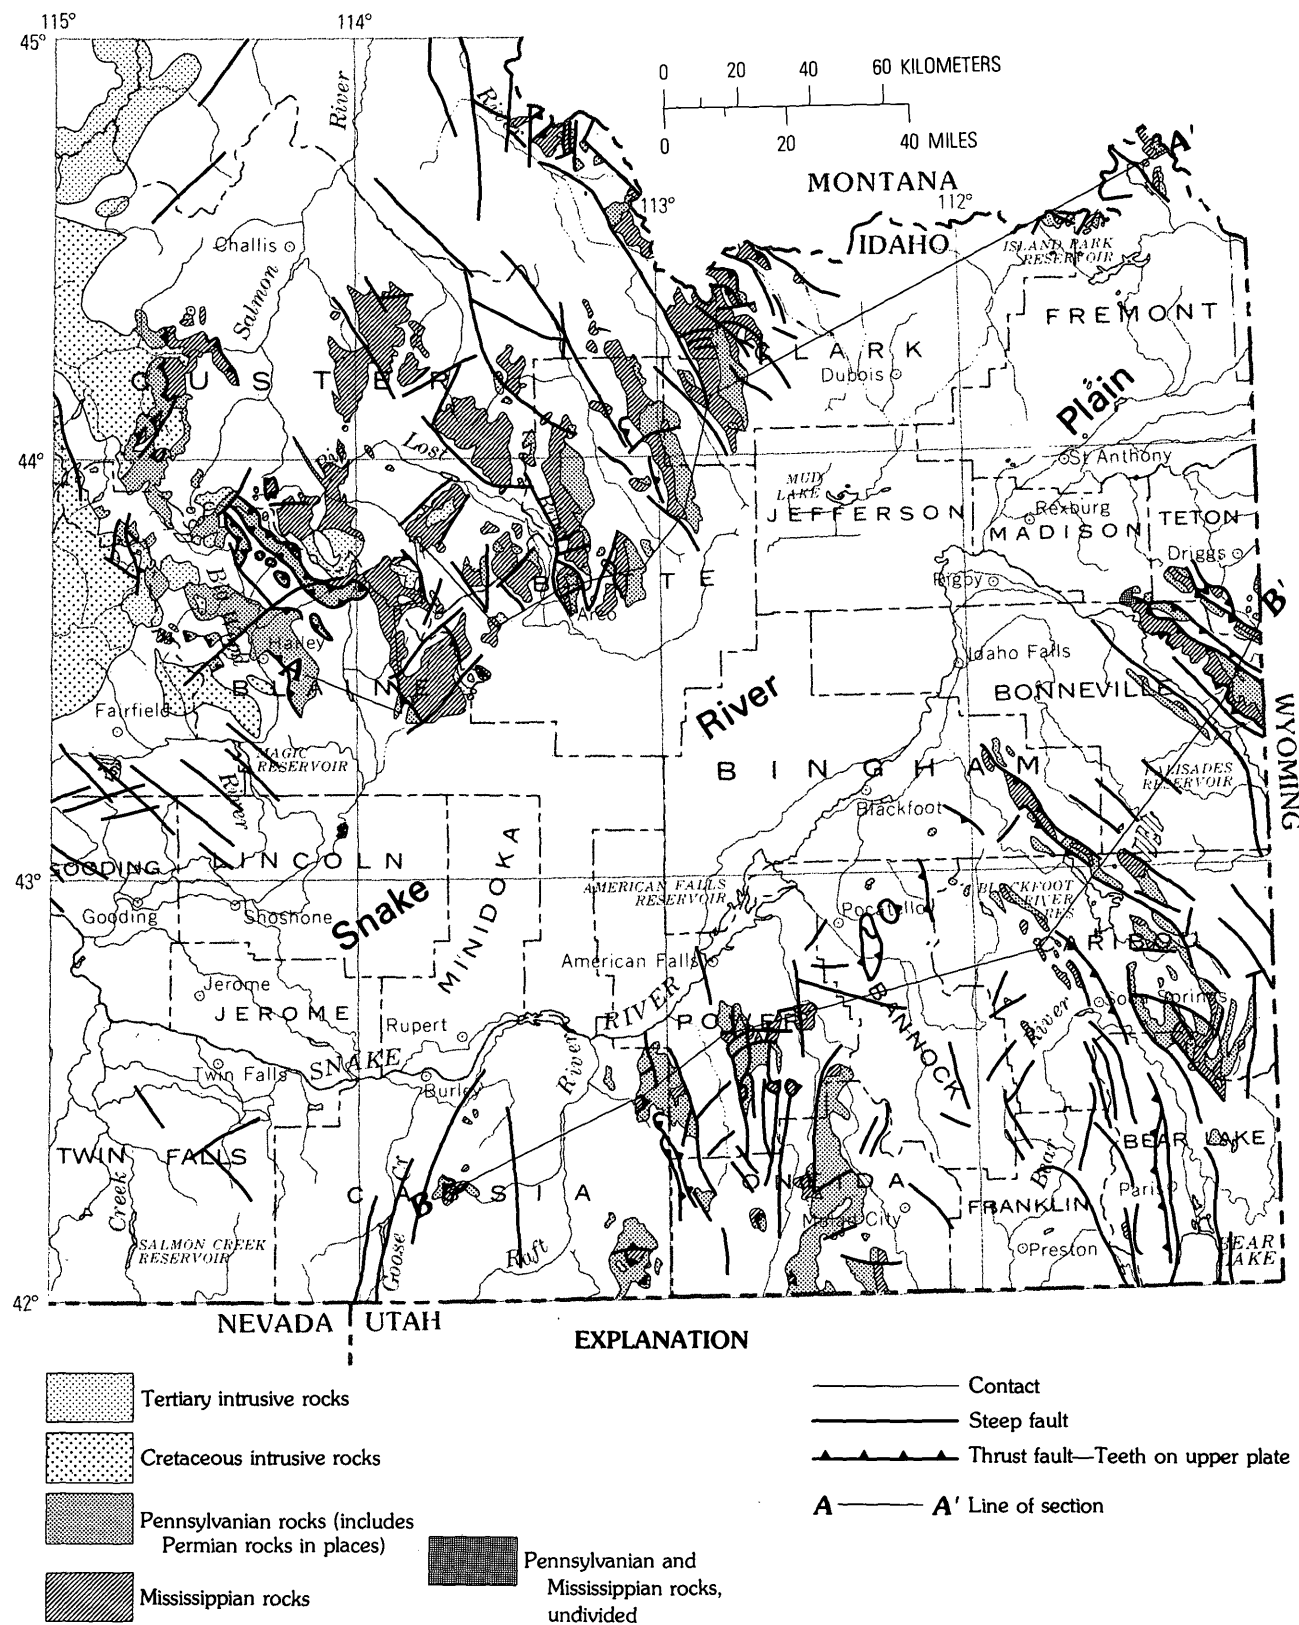 115°
114°
45°
0 20 40 60 KILOMETERS
0 20 40 MILES
River
River
A'
MONTANA
113°
112°
IDAHO
Challis
ISLAND PARK
RESERVOIR
Salmon
FREMONT
CLARK
Dubois
CUSTER
Plain
Lost
Big
44°
St Anthony
MUD
LAKE
Rexburg
JEFFERSON
MADISON
TETON
Driggs
River
Rigby
BUTTE
Big Wood
Arco
B'
Hailey
Idaho Falls
A
BLAINE
BONNEVILLE
River
Fairfield
WYOMING
MAGIC
RESERVOIR
River
BINGHAM
PALISADES
RESERVOIR
Blackfoot
GOODING
LINCOLN
MINIDOKA
43°
AMERICAN FALLS
RESERVOIR
BLACKFOOT
RIVER
RES
Gooding
Shoshone
Snake
Pocatello
CARIBOU
American Falls
Jerome
JEROME
Rupert
RIVER
POWER
BANNOCK
Soda Springs
River
SNAKE
River
Twin Falls
Burley
TWIN FALLS
BEAR LAKE
Cr
Bear
CASSIA
B
ONEIDA
Paris
Creek
FRANKLIN
Malad City
SALMON CREEK
RESERVOIR
Goose
Raft
Preston
BEAR
LAKE
42°
NEVADA
UTAH
EXPLANATION
Tertiary intrusive rocks
Cretaceous intrusive rocks
Pennsylvanian rocks (includes
Permian rocks in places)
Mississippian rocks
Pennsylvanian and
Mississippian rocks,
undivided
Contact
Steep fault
Thrust fault—Teeth on upper plate
A A' Line of section